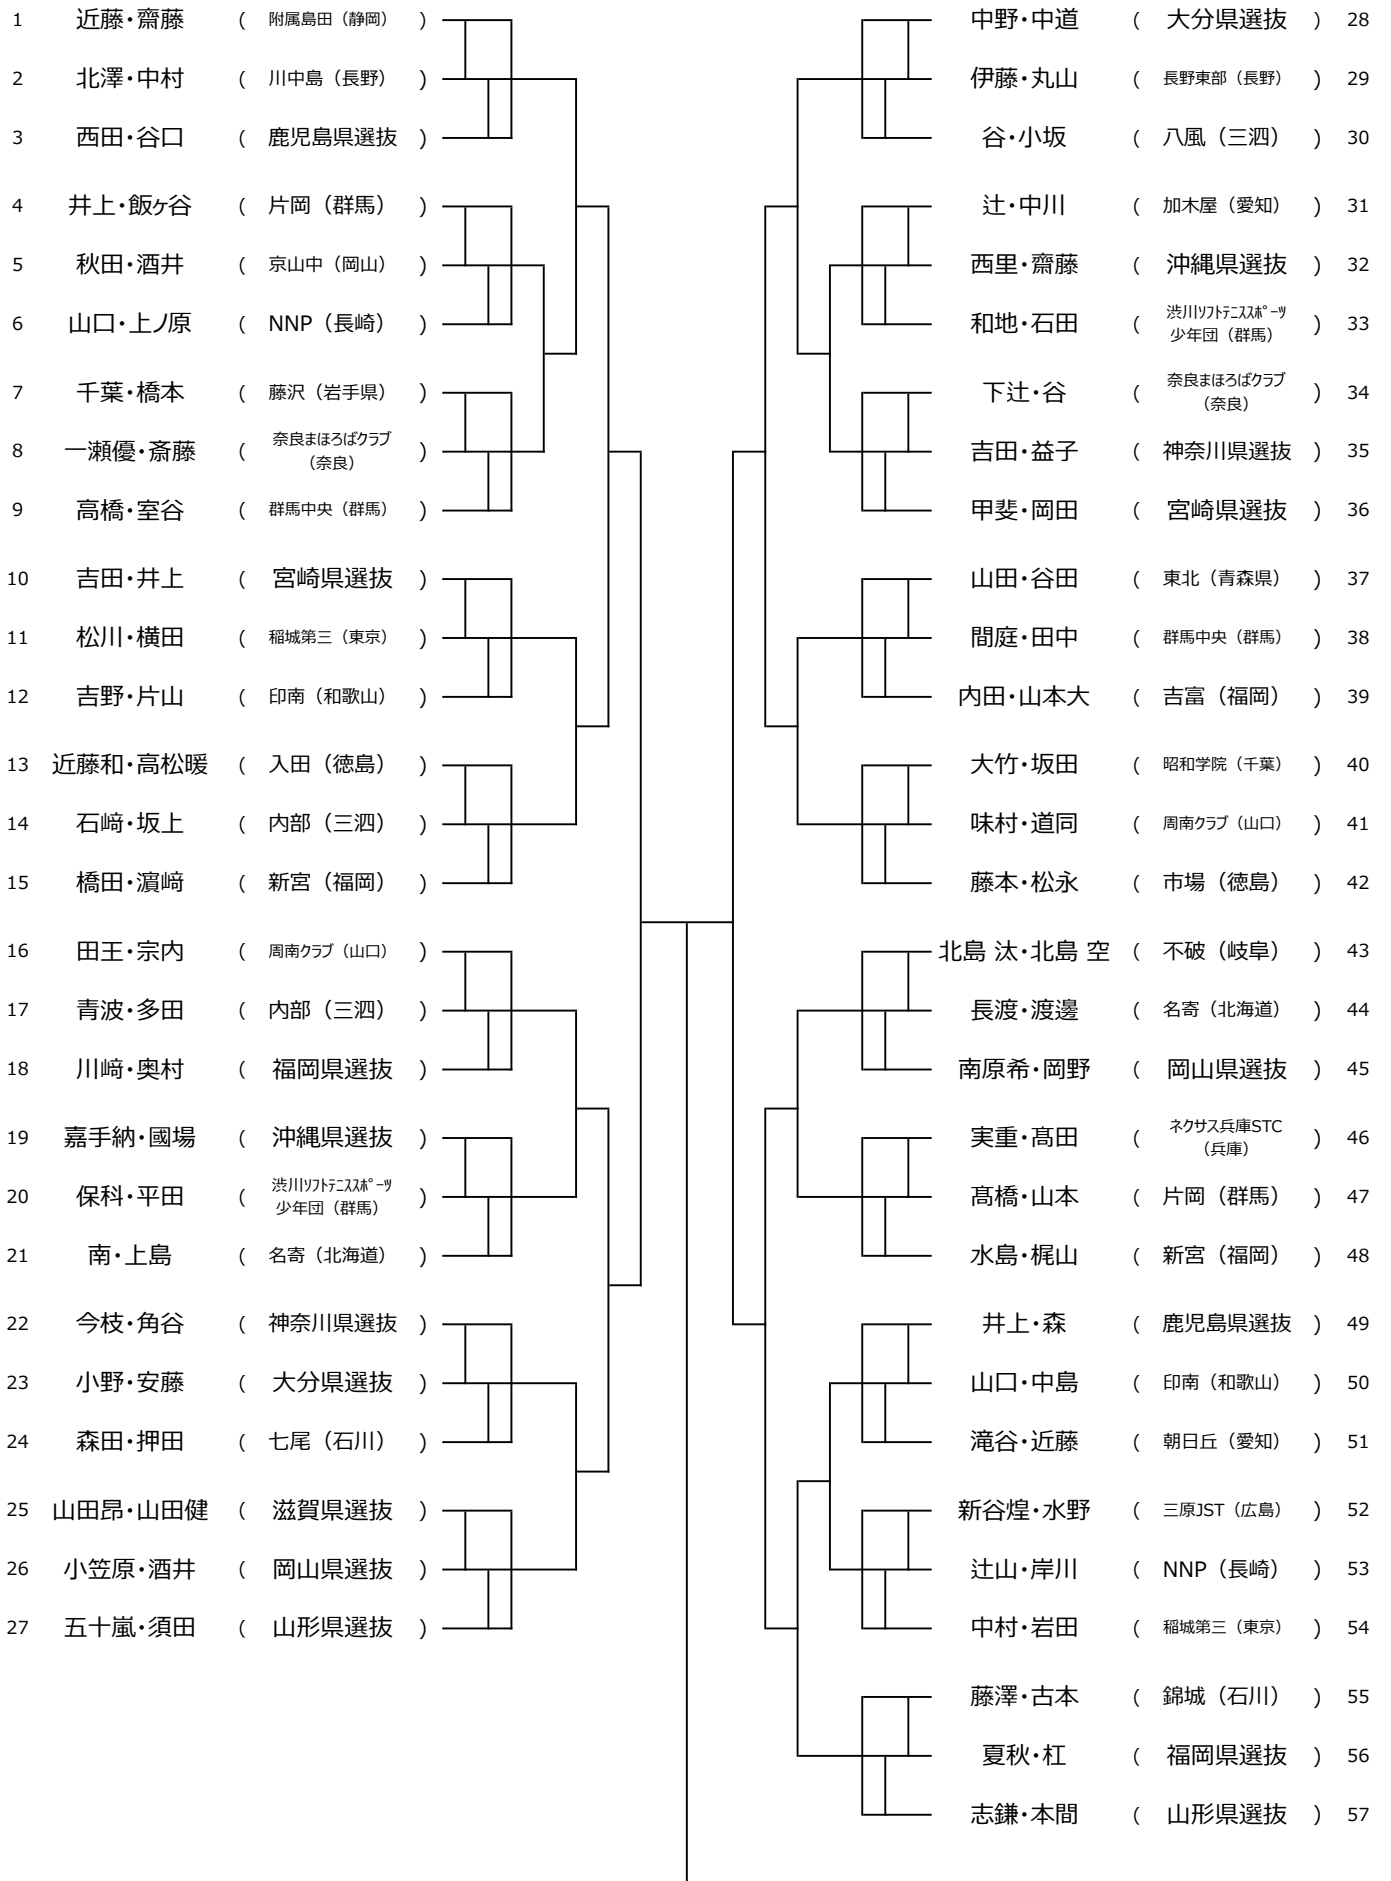 1 近藤・齋藤 ( 附属島田（静岡） )
2 北澤・中村 ( 川中島（長野） )
3 西田・谷口 ( 鹿児島県選抜 )
4 井上・飯ヶ谷 ( 片岡（群馬） )
5 秋田・酒井 ( 京山中（岡山） )
6 山口・上ノ原 ( NNP（長崎） )
7 千葉・橋本 ( 藤沢（岩手県） )
8 一瀬優・斎藤 ( 奈良まほろばｸﾗﾌﾞ
（奈良） )
9 高橋・室谷 ( 群馬中央（群馬） )
10 吉田・井上 ( 宮崎県選抜 )
11 松川・横田 ( 稲城第三（東京） )
12 吉野・片山 ( 印南（和歌山） )
13 近藤和・高松暖 ( 入田（徳島） )
14 石﨑・坂上 ( 内部（三泗） )
15 橋田・濵﨑 ( 新宮（福岡） )
16 田王・宗内 ( 周南ｸﾗﾌﾞ（山口） )
17 青波・多田 ( 内部（三泗） )
18 川﨑・奥村 ( 福岡県選抜 )
19 嘉手納・國場 ( 沖縄県選抜 )
20 保科・平田 ( 渋川ｿﾌﾄﾃﾆｽｽﾎﾟｰﾂ
少年団（群馬） )
21 南・上島 ( 名寄（北海道） )
22 今枝・角谷 ( 神奈川県選抜 )
23 小野・安藤 ( 大分県選抜 )
24 森田・押田 ( 七尾（石川） )
25 山田昂・山田健 ( 滋賀県選抜 )
26 小笠原・酒井 ( 岡山県選抜 )
27 五十嵐・須田 ( 山形県選抜 )
中野・中道 ( 大分県選抜 ) 28
伊藤・丸山 ( 長野東部（長野） ) 29
谷・小坂 ( 八風（三泗） ) 30
辻・中川 ( 加木屋（愛知） ) 31
西里・齋藤 ( 沖縄県選抜 ) 32
和地・石田 ( 渋川ｿﾌﾄﾃﾆｽｽﾎﾟｰﾂ
少年団（群馬） ) 33
下辻・谷 ( 奈良まほろばｸﾗﾌﾞ
（奈良） ) 34
吉田・益子 ( 神奈川県選抜 ) 35
甲斐・岡田 ( 宮崎県選抜 ) 36
山田・谷田 ( 東北（青森県） ) 37
間庭・田中 ( 群馬中央（群馬） ) 38
内田・山本大 ( 吉富（福岡） ) 39
大竹・坂田 ( 昭和学院（千葉） ) 40
味村・道同 ( 周南ｸﾗﾌﾞ（山口） ) 41
藤本・松永 ( 市場（徳島） ) 42
北島 汰・北島 空 ( 不破（岐阜） ) 43
長渡・渡邊 ( 名寄（北海道） ) 44
南原希・岡野 ( 岡山県選抜 ) 45
実重・髙田 ( ネクサス兵庫STC
（兵庫） ) 46
髙橋・山本 ( 片岡（群馬） ) 47
水島・梶山 ( 新宮（福岡） ) 48
井上・森 ( 鹿児島県選抜 ) 49
山口・中島 ( 印南（和歌山） ) 50
滝谷・近藤 ( 朝日丘（愛知） ) 51
新谷煌・水野 ( 三原JST（広島） ) 52
辻山・岸川 ( NNP（長崎） ) 53
中村・岩田 ( 稲城第三（東京） ) 54
藤澤・古本 ( 錦城（石川） ) 55
夏秋・杠 ( 福岡県選抜 ) 56
志鎌・本間 ( 山形県選抜 ) 57